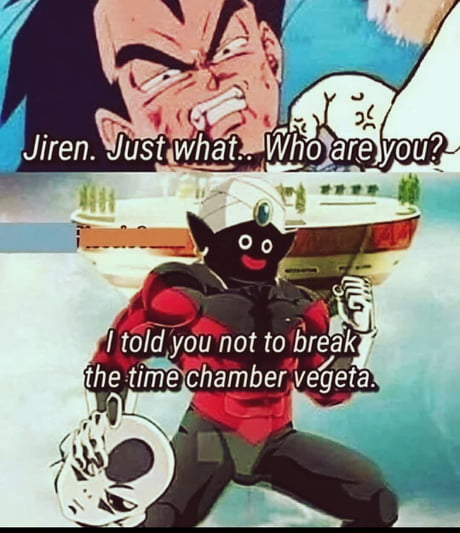 Jiren. Just what.. Who are you?
I told you not to break
the time chamber vegeta.